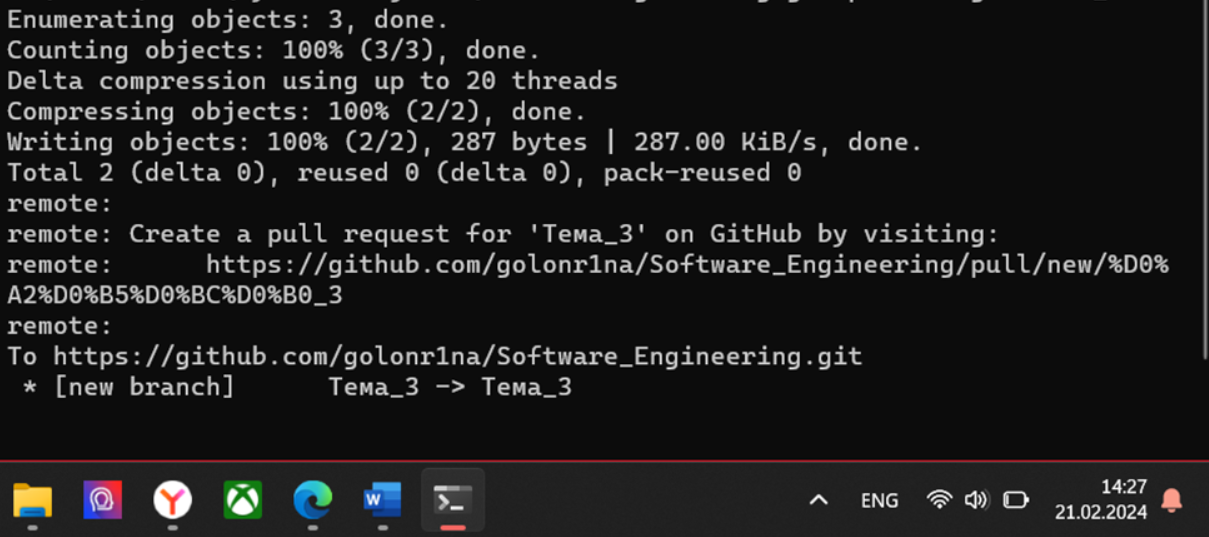 Enumerating objects: 3, done.
Counting objects: 100% (3/3), done.
Delta compression using up to 20 threads
Compressing objects: 100% (2/2), done.
Writing objects: 100% (2/2), 287 bytes | 287.00 KiB/s, done.
Total 2 (delta 0), reused 0 (delta 0), pack-reused 0
remote:
remote: Create a pull request for 'Тема_3' on GitHub by visiting:
remote:      https://github.com/golonr1na/Software_Engineering/pull/new/%D0%
A2%D0%B5%D0%BC%D0%B0_3
remote:
To https://github.com/golonr1na/Software_Engineering.git
 * [new branch]      Тема_3 -> Тема_3
ENG
14:27
21.02.2024